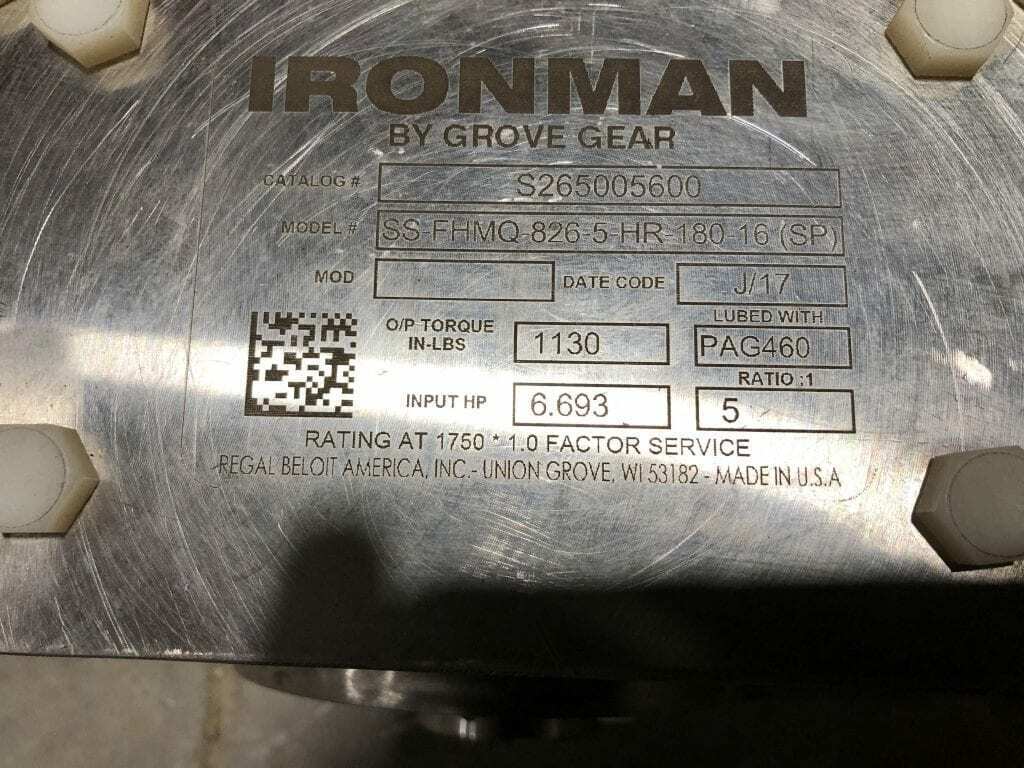 IRONMAN
BY GROVE GEAR
CATALOG # S265005600
MODEL # SS-FHMQ-826-5-HR-180-16 (SP)
MOD DATE CODE J/17
O/P TORQUE IN-LBS 1130 LUBED WITH PAG460
INPUT HP 6.693 RATIO :1 5
RATING AT 1750 * 1.0 FACTOR SERVICE
REGAL BELOIT AMERICA, INC.- UNION GROVE, WI 53182 - MADE IN U.S.A